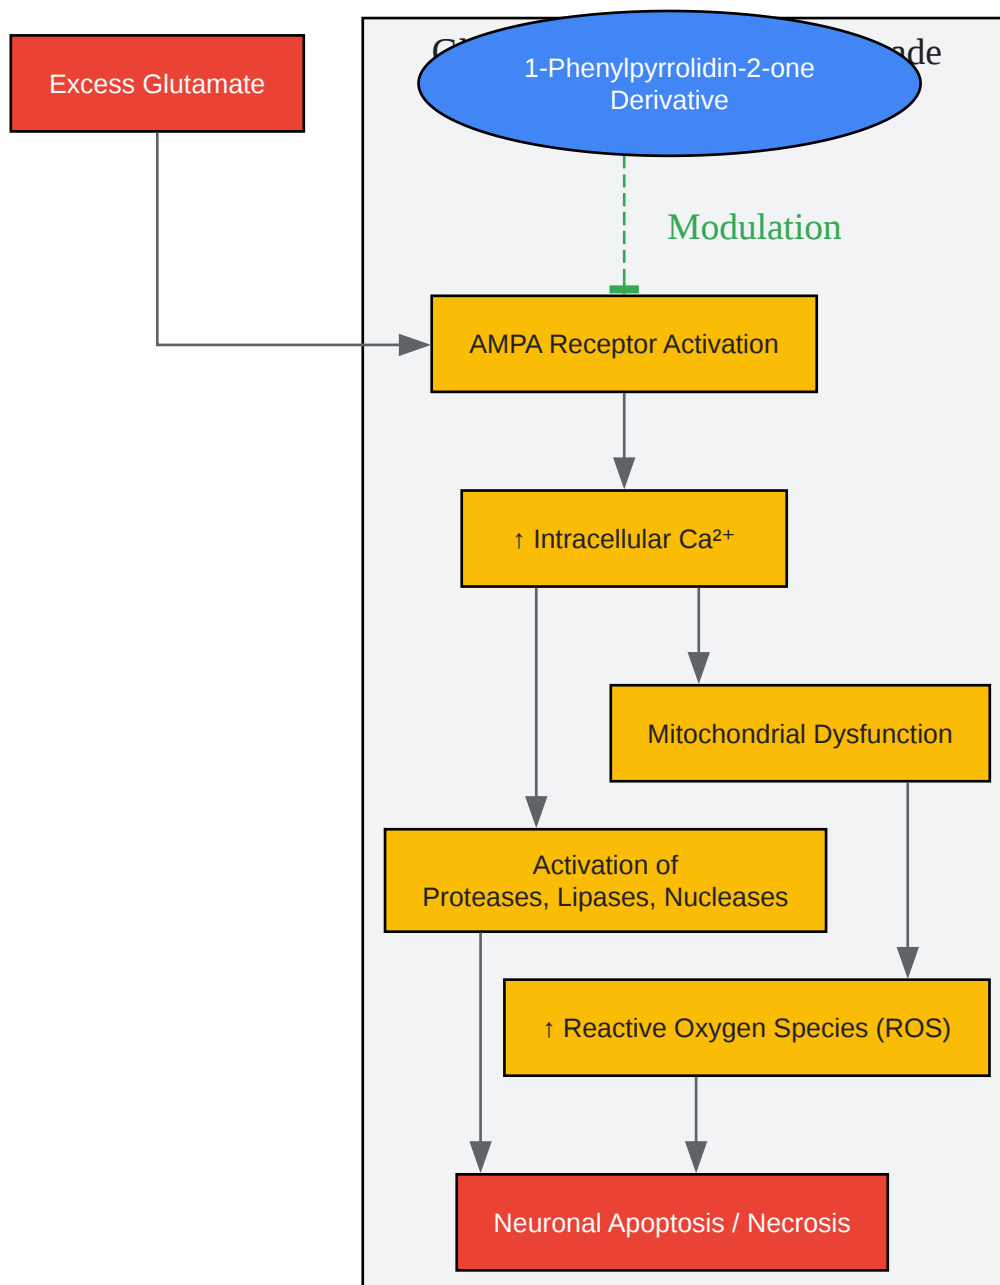 Excess Glutamate
1-Phenylpyrrolidin-2-one
Derivative
Modulation
AMPA Receptor Activation
↑ Intracellular Ca²⁺
Mitochondrial Dysfunction
Activation of
Proteases, Lipases, Nucleases
↑ Reactive Oxygen Species (ROS)
Neuronal Apoptosis / Necrosis